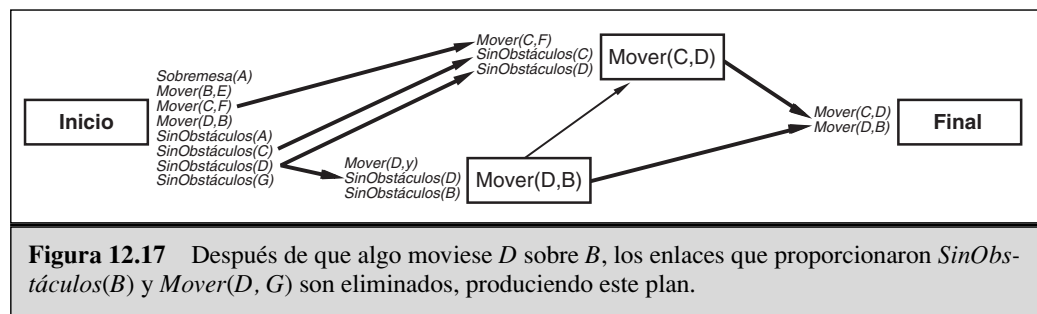 Inicio
Sobremesa(A)
Mover(B,E)
Mover(C,F)
Mover(D,B)
SinObstáculos(A)
SinObstáculos(C)
SinObstáculos(D)
SinObstáculos(G)
Mover(C,F)
SinObstáculos(C)
SinObstáculos(D)
Mover(C,D)
Mover(D,y)
SinObstáculos(D)
SinObstáculos(B)
Mover(D,B)
Mover(C,D)
Mover(D,B)
Final
Figura 12.17 Después de que algo moviese D sobre B, los enlaces que proporcionaron SinObs-
táculos(B) y Mover(D, G) son eliminados, produciendo este plan.